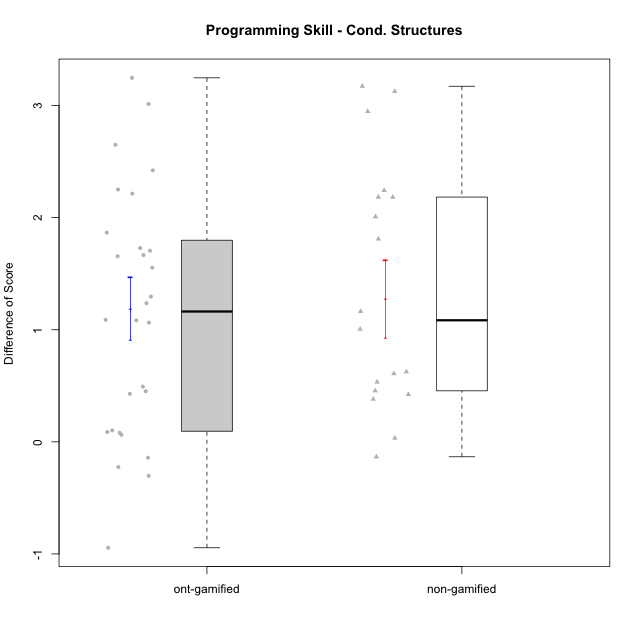 Programming Skill - Cond. Structures
Difference of Score
3
2
1
0
-1
ont-gamified
non-gamified